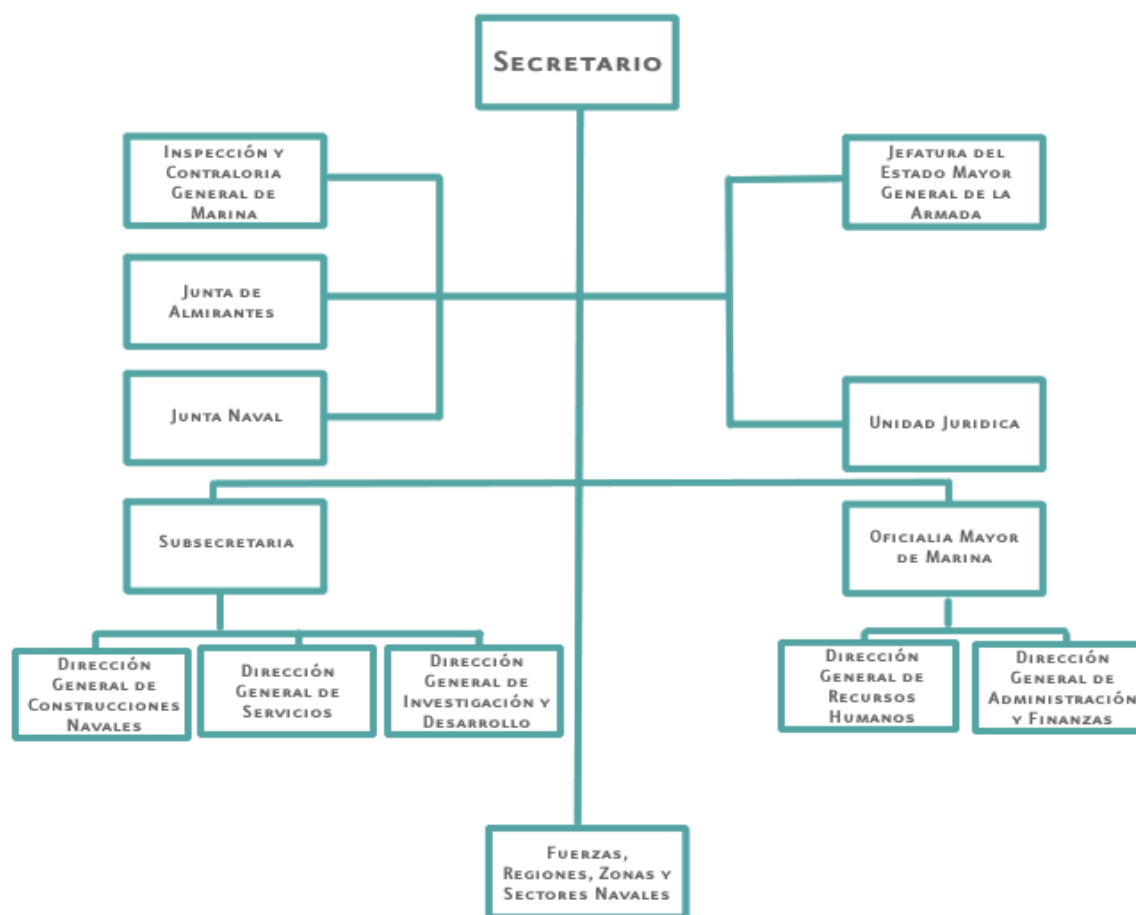 Secretario
Inspección y
Contraloria
General de
Marina
Jefatura del
Estado Mayor
General de la
Armada
Junta de
Almirantes
Junta Naval
Unidad Juridica
Subsecretaria
Oficialia Mayor
de Marina
Dirección
General de
Construcciones
Navales
Dirección
General de
Servicios
Dirección
General de
Investigación y
Desarrollo
Dirección
General de
Recursos
Humanos
Dirección
General de
Administración
y Finanzas
Fuerzas,
Regiones, Zonas y
Sectores Navales